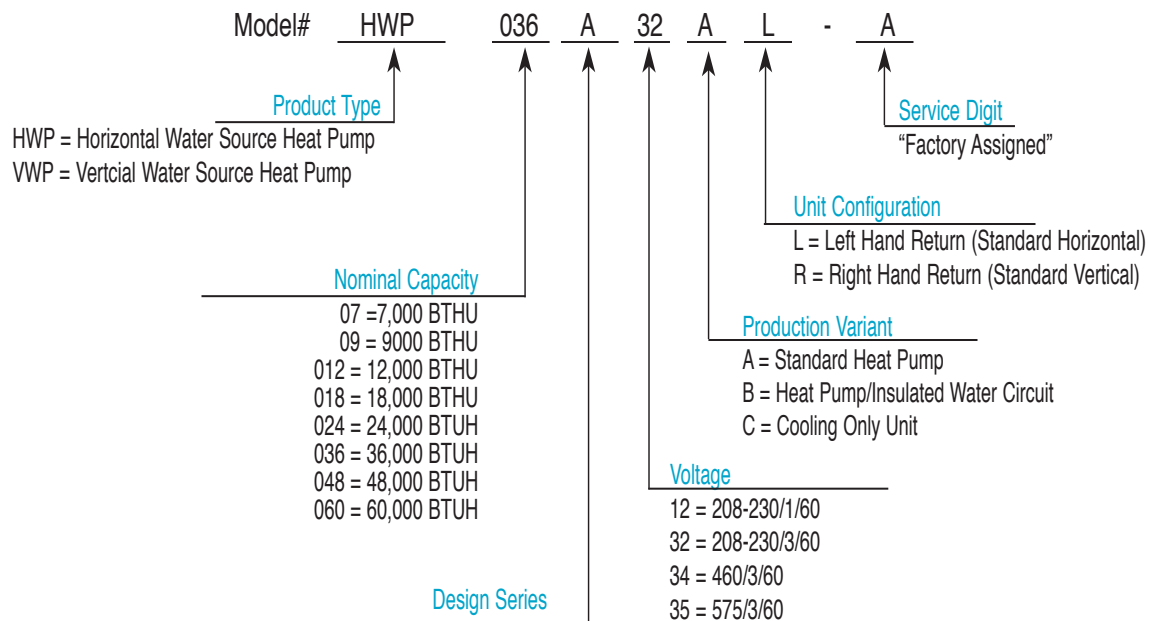 Model# HWP 036 A 32 A L - A
Product Type
HWP = Horizontal Water Source Heat Pump
VWP = Vertcial Water Source Heat Pump
Service Digit
“Factory Assigned”
Unit Configuration
L = Left Hand Return (Standard Horizontal)
R = Right Hand Return (Standard Vertical)
Nominal Capacity
07 =7,000 BTHU
09 = 9000 BTHU
012 = 12,000 BTHU
018 = 18,000 BTHU
024 = 24,000 BTUH
036 = 36,000 BTUH
048 = 48,000 BTUH
060 = 60,000 BTUH
Production Variant
A = Standard Heat Pump
B = Heat Pump/Insulated Water Circuit
C = Cooling Only Unit
Voltage
12 = 208-230/1/60
32 = 208-230/3/60
34 = 460/3/60
35 = 575/3/60
Design Series